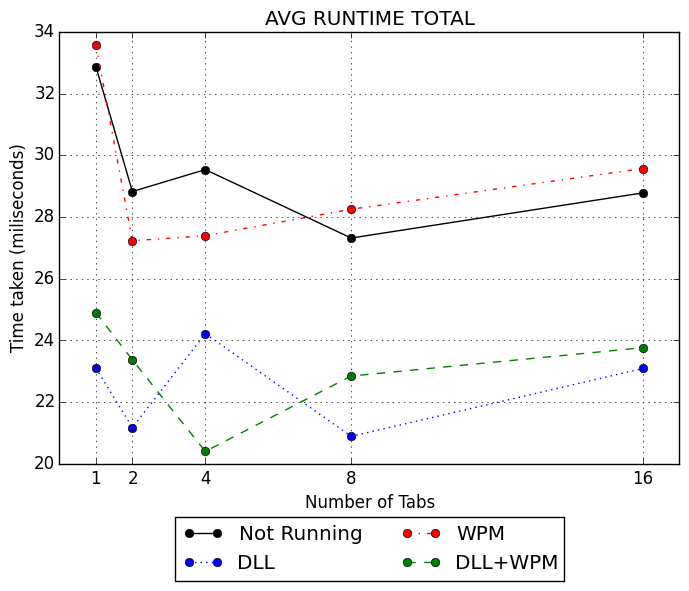 AVG RUNTIME TOTAL
34
32
30
28
26
24
22
20
Time taken (miliseconds)
1 2 4 8 16
Number of Tabs
Not Running WPM
DLL DLL+WPM